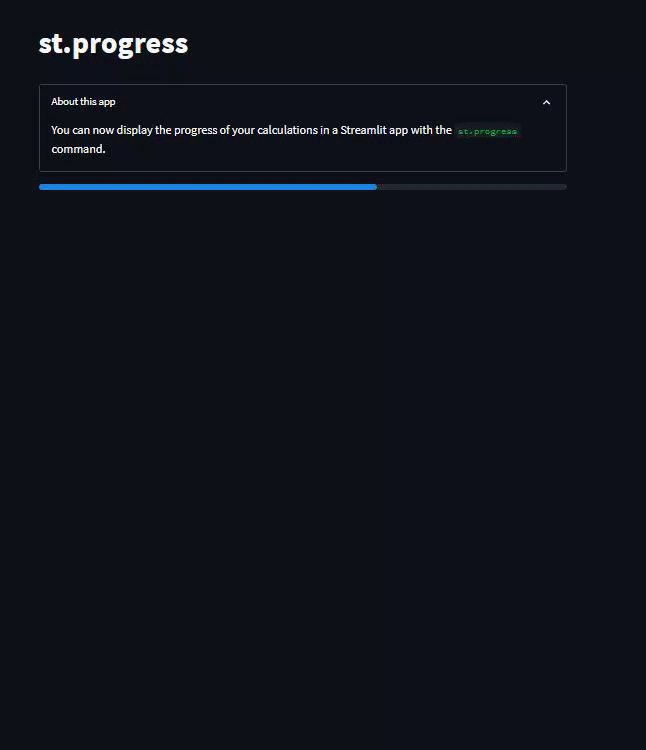 st.progress
About this app
You can now display the progress of your calculations in a Streamlit app with the st.progress
command.